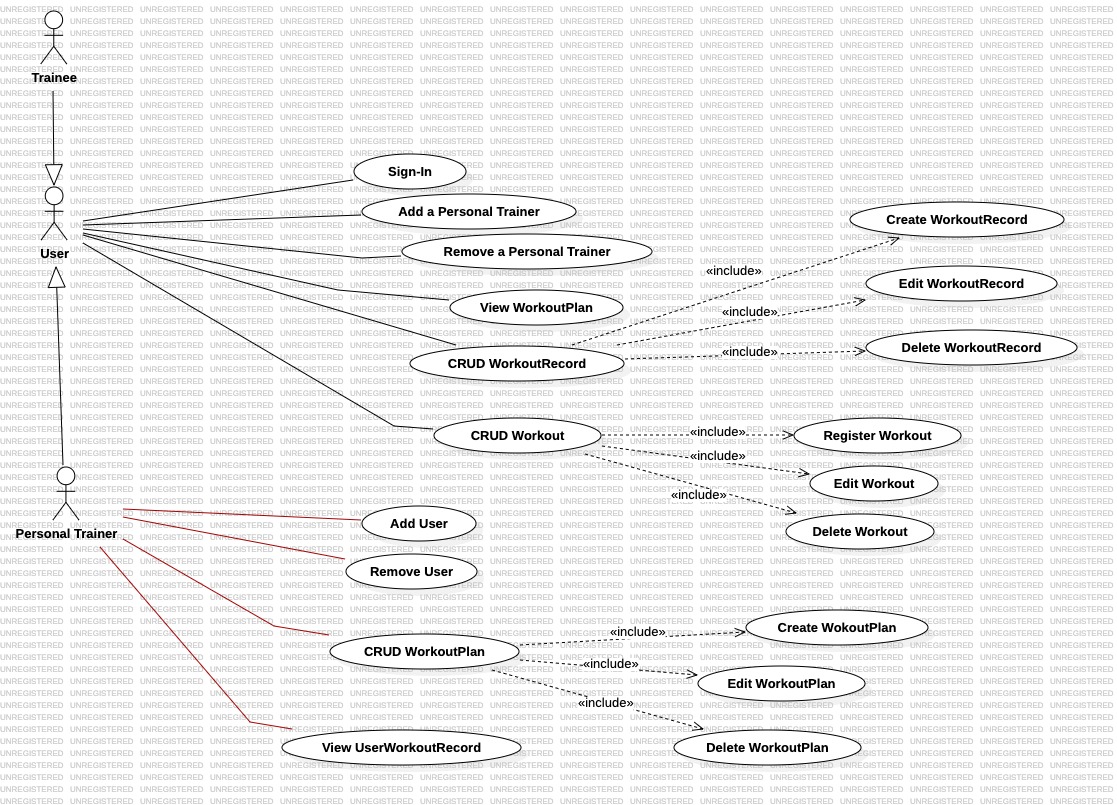 Trainee
User
Sign-In
Add a Personal Trainer
Remove a Personal Trainer
View WorkoutPlan
CRUD WorkoutRecord
«include»
Create WorkoutRecord
«include»
Edit WorkoutRecord
«include»
Delete WorkoutRecord
CRUD Workout
«include»
Register Workout
«include»
Edit Workout
«include»
Delete Workout
Personal Trainer
Add User
Remove User
CRUD WorkoutPlan
«include»
Create WokoutPlan
«include»
Edit WorkoutPlan
«include»
Delete WorkoutPlan
View UserWorkoutRecord
UNREGISTERED